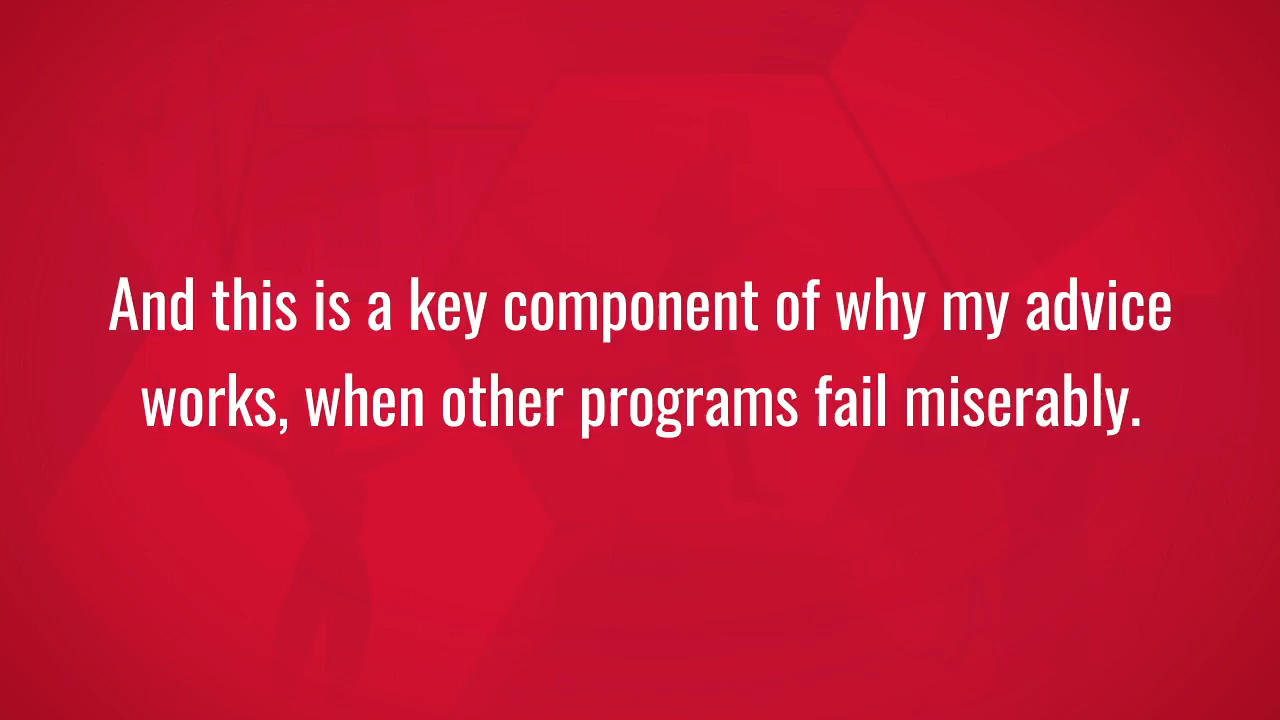 And this is a key component of why my advice
works, when other programs fail miserably.